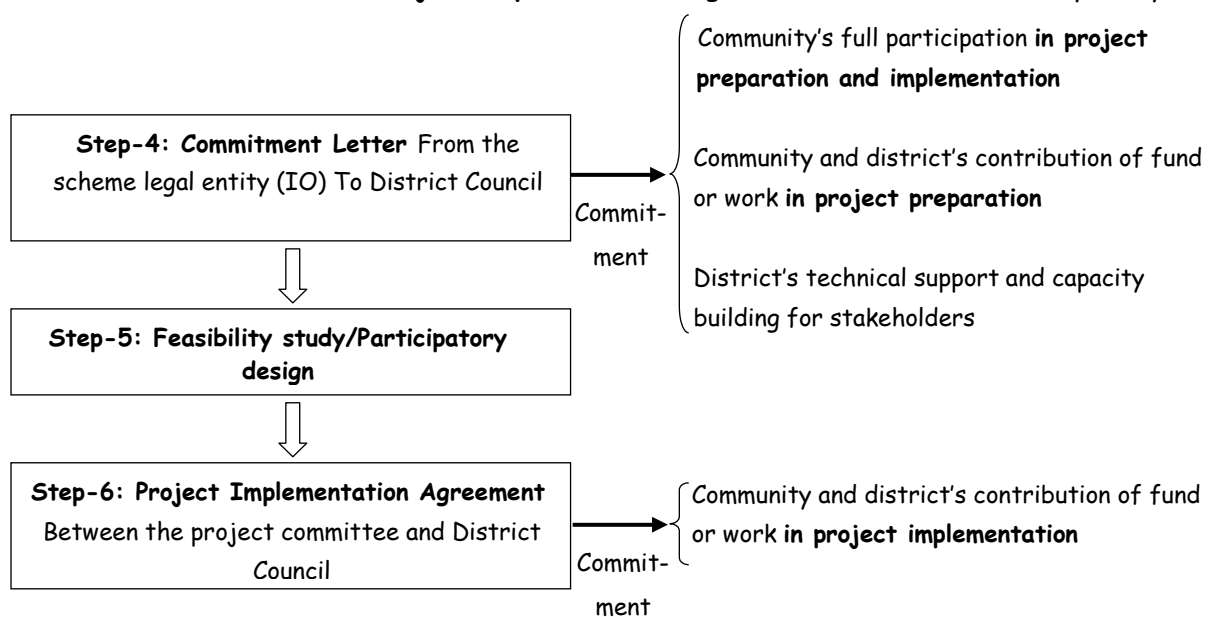 Community's full participation in project
preparation and implementation
Step-4: Commitment Letter From the
scheme legal entity (IO) To District Council
Commit-
ment
Community and district's contribution of fund
or work in project preparation
District's technical support and capacity
building for stakeholders
Step-5: Feasibility study/Participatory
design
Step-6: Project Implementation Agreement
Between the project committee and District
Council
Commit-
ment
Community and district's contribution of fund
or work in project implementation